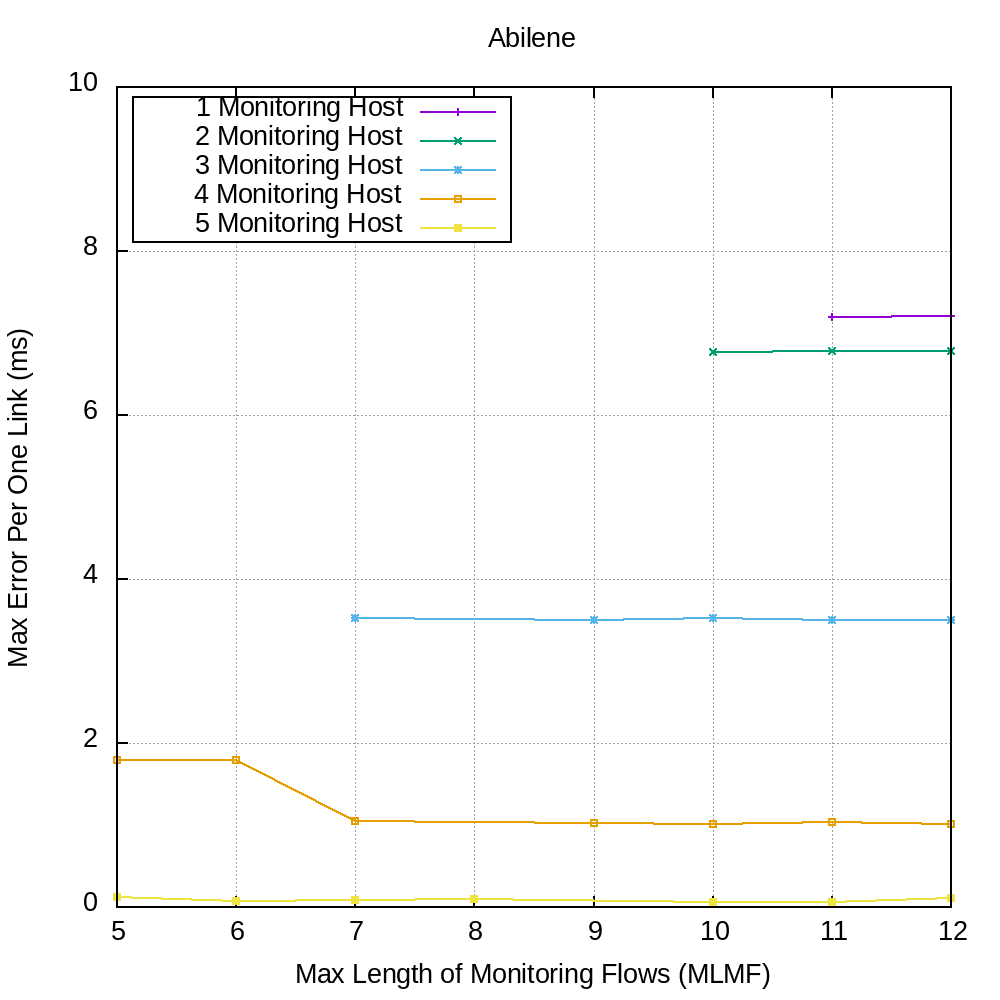 Abilene
10
8
6
4
2
0
Max Error Per One Link (ms)
1 Monitoring Host
2 Monitoring Host
3 Monitoring Host
4 Monitoring Host
5 Monitoring Host
5 6 7 8 9 10 11 12
Max Length of Monitoring Flows (MLMF)